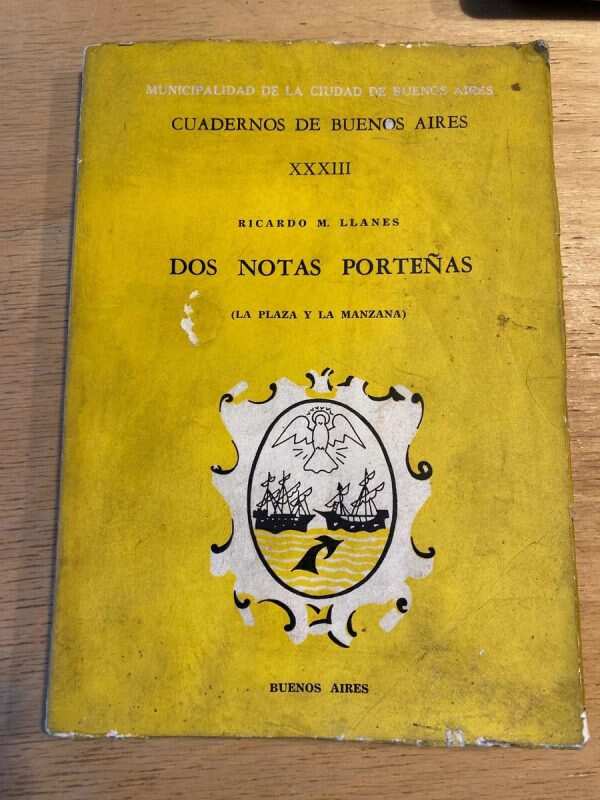 MUNICIPALIDAD DE LA CIUDAD DE BUENOS AIRES
CUADERNOS DE BUENOS AIRES
XXXIII
RICARDO M. LLANES
DOS NOTAS PORTEÑAS
(LA PLAZA Y LA MANZANA)
BUENOS AIRES